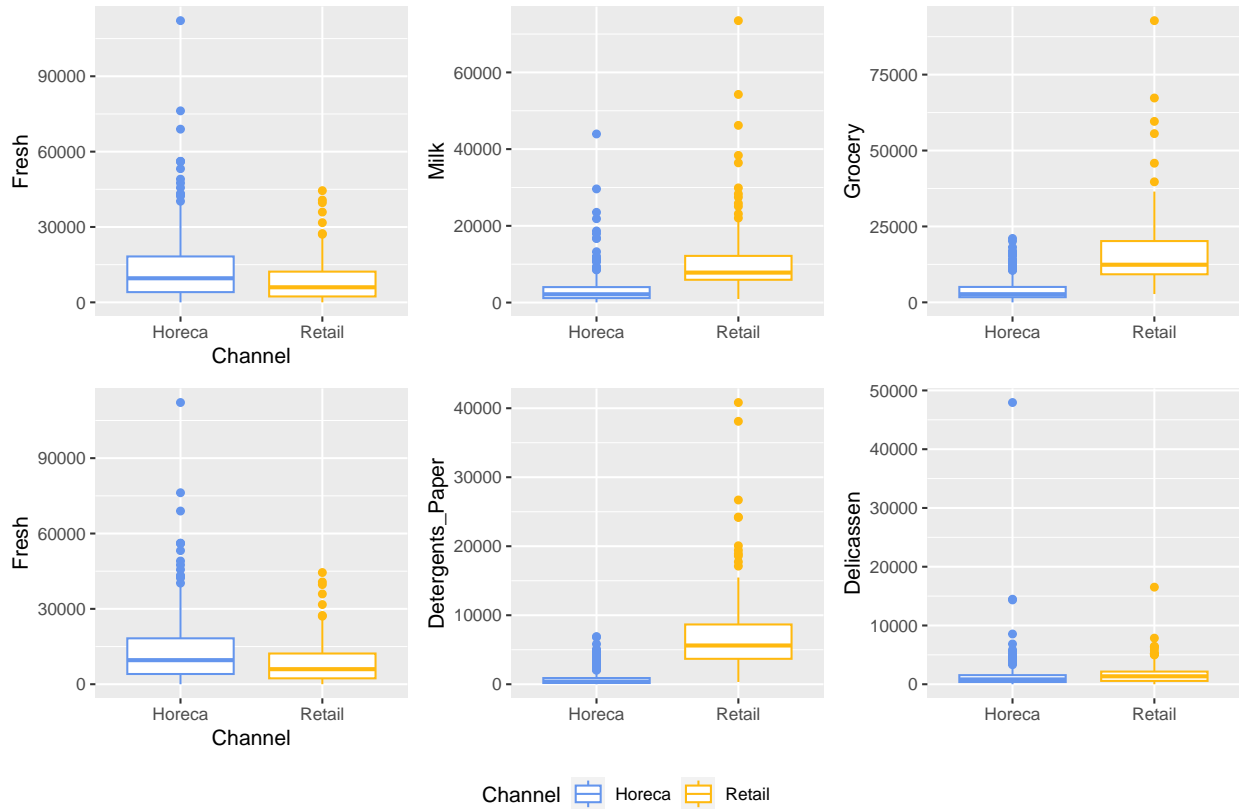 Fresh
90000
60000
30000
0
Horeca Retail
Channel
Milk
60000
40000
20000
0
Horeca Retail
Grocery
75000
50000
25000
0
Horeca Retail
Fresh
90000
60000
30000
0
Horeca Retail
Channel
Detergents_Paper
40000
30000
20000
10000
0
Horeca Retail
Delicassen
50000
40000
30000
20000
10000
0
Horeca Retail
Channel Horeca Retail